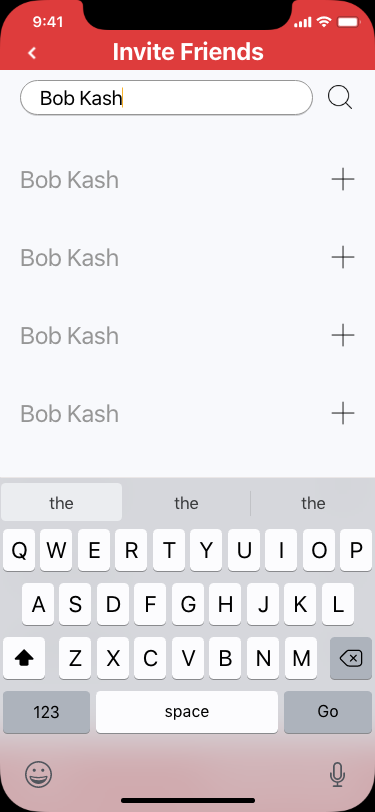 9:41
Invite Friends
Bob Kash
Bob Kash
Bob Kash
Bob Kash
Bob Kash
the the the
Q W E R T Y U I O P
A S D F G H J K L
Z X C V B N M
123 space Go